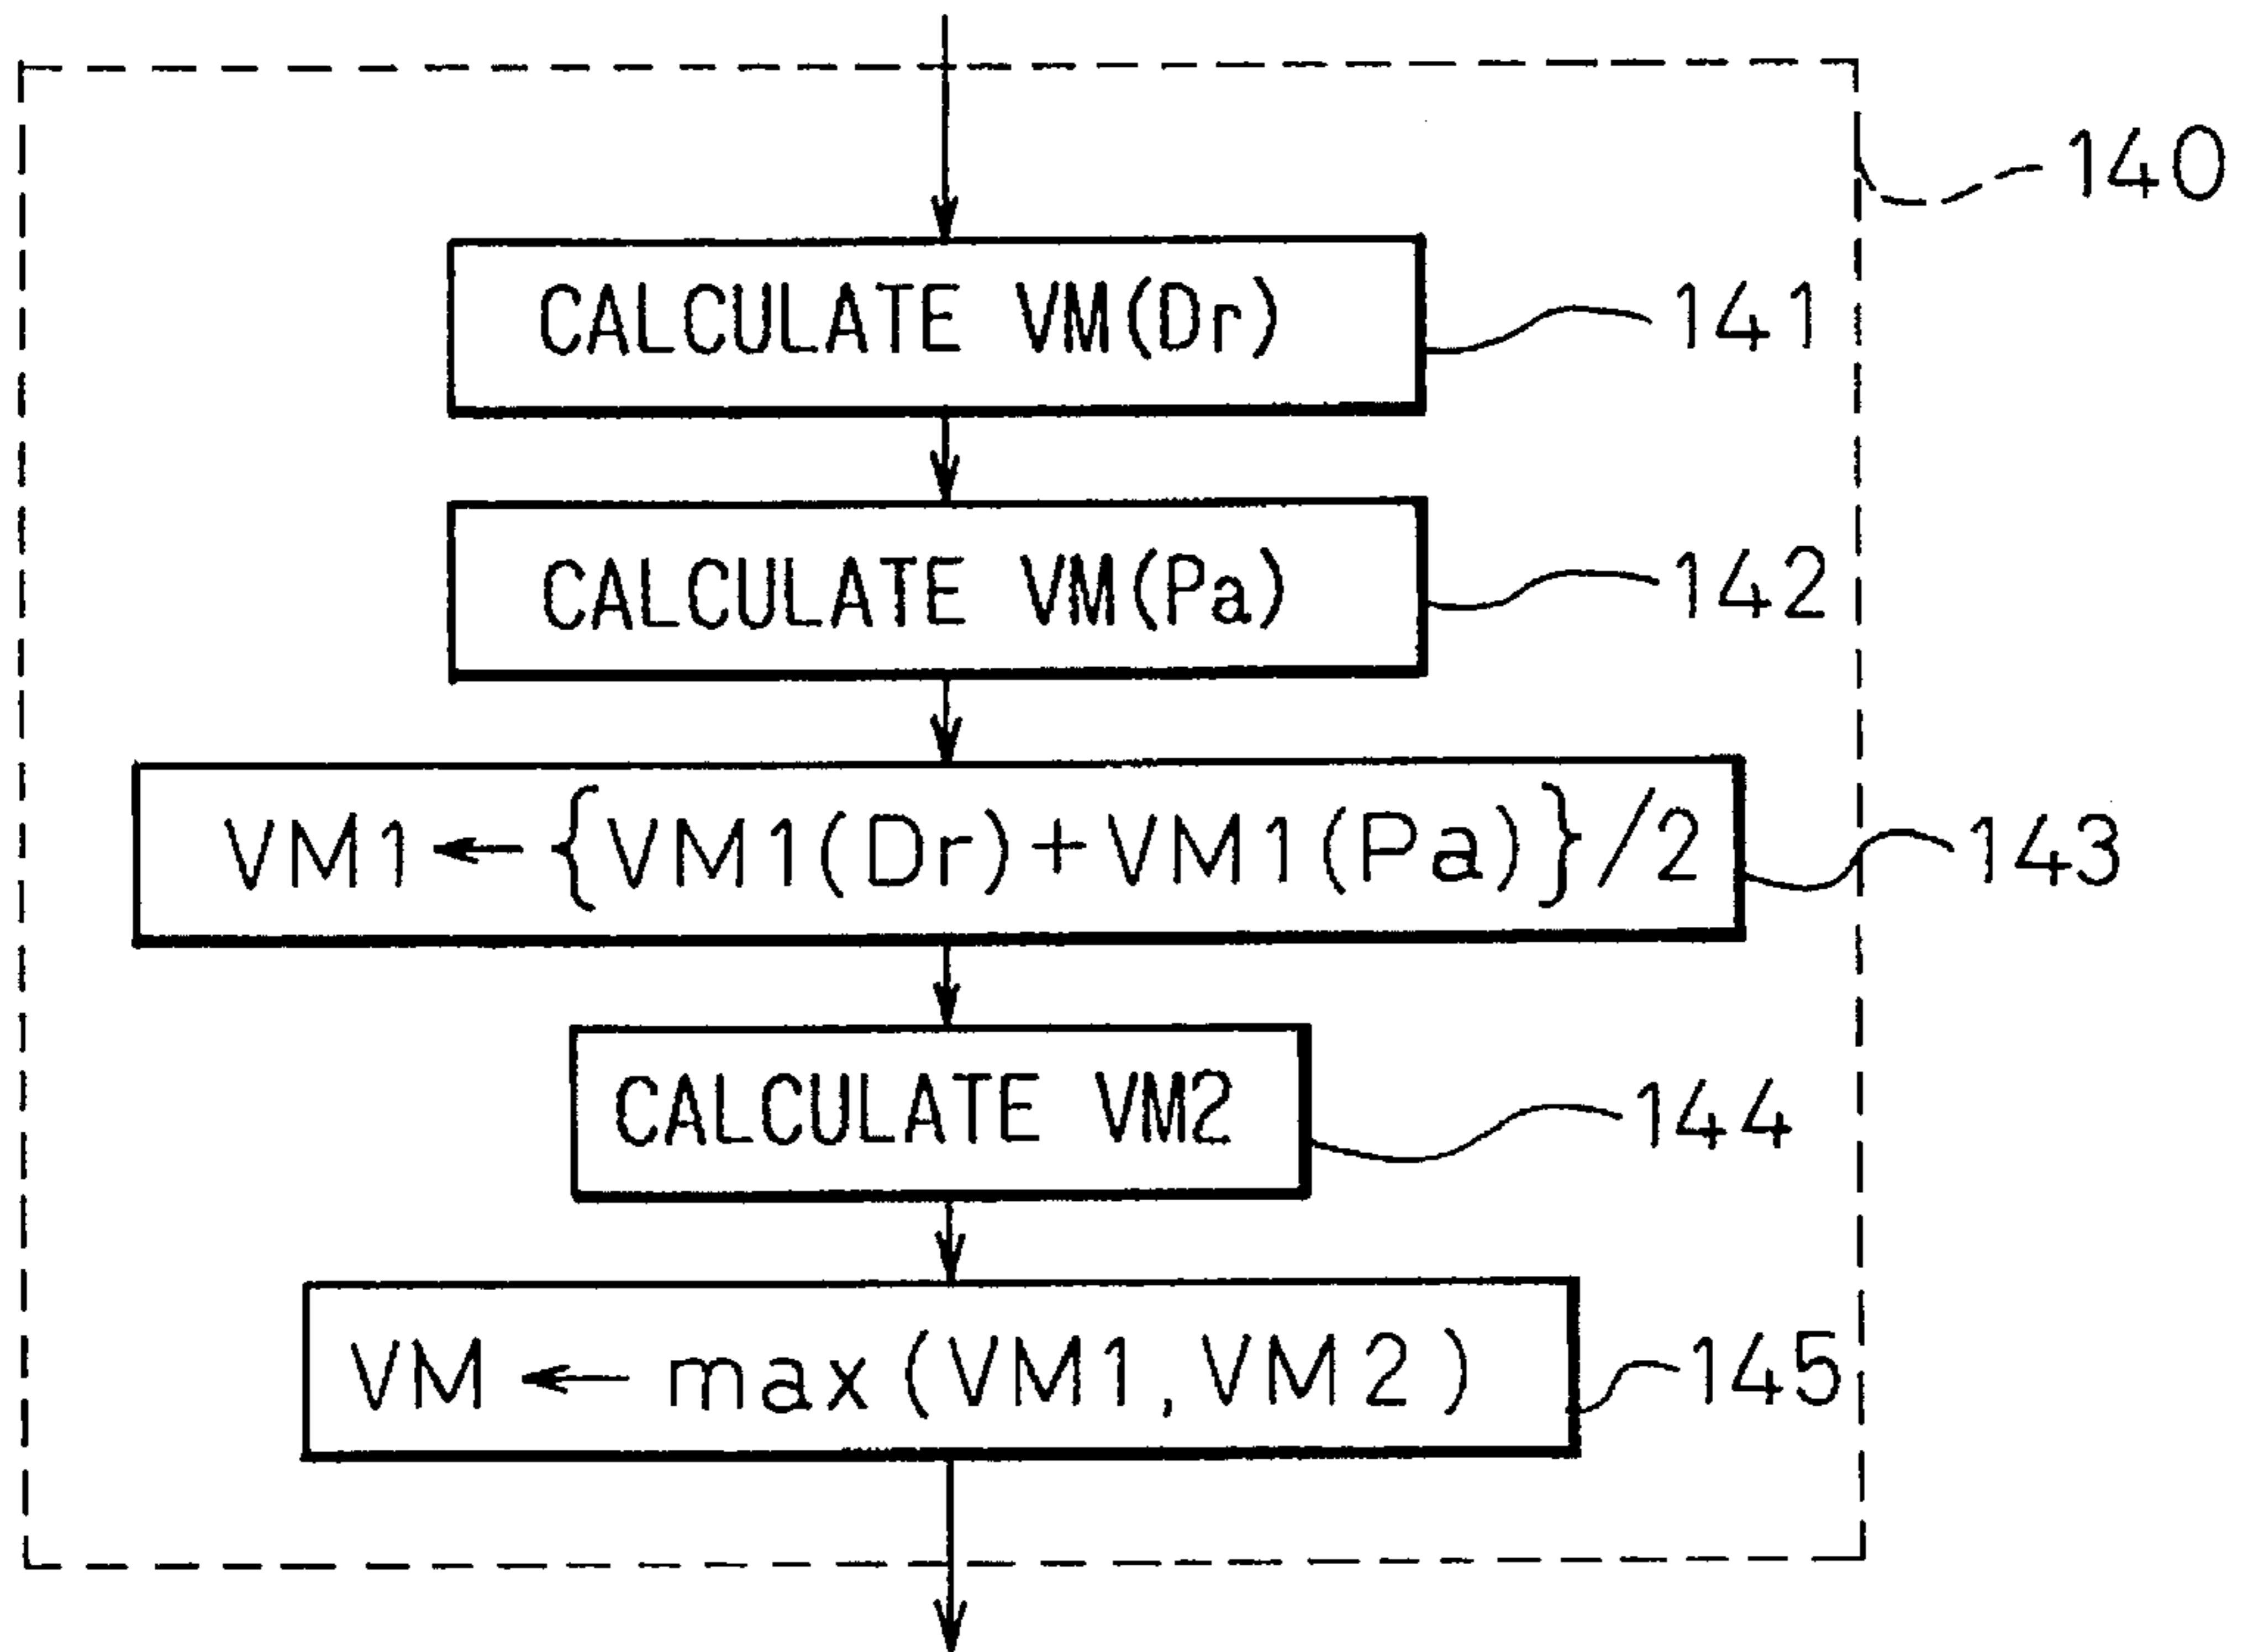 140
CALCULATE VM(Dr) 141
CALCULATE VM(Pa) 142
VM1 ← {VM1(Dr)+VM1(Pa)}/2 143
CALCULATE VM2 144
VM ← max(VM1,VM2) 145